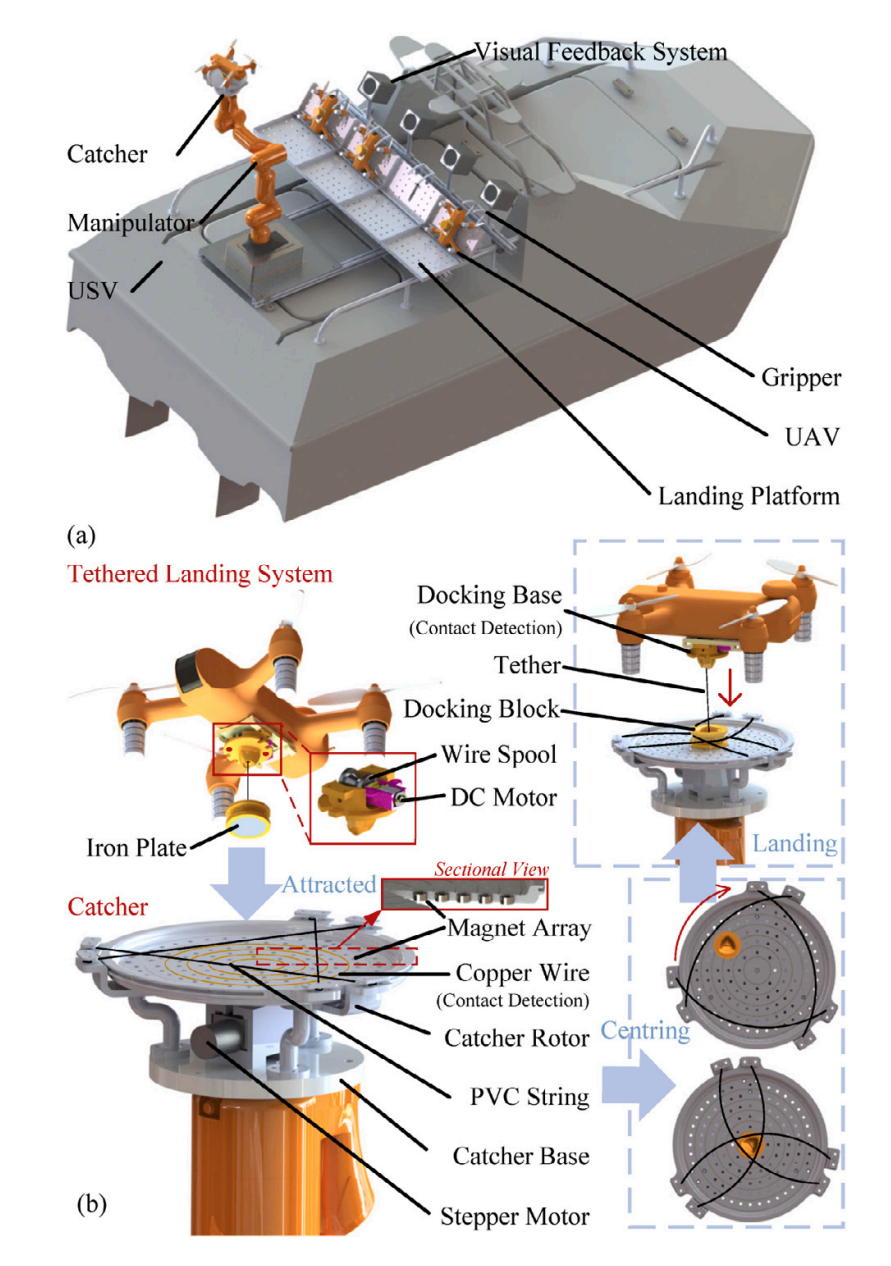 Visual Feedback System
Catcher
Manipulator
USV
Gripper
UAV
Landing Platform
(a)
Tethered Landing System
Docking Base
(Contact Detection)
Tether
Docking Block
Wire Spool
DC Motor
Iron Plate
Landing
Attracted
Sectional View
Catcher
Magnet Array
Copper Wire
(Contact Detection)
Catcher Rotor
Centring
PVC String
Catcher Base
(b)
Stepper Motor